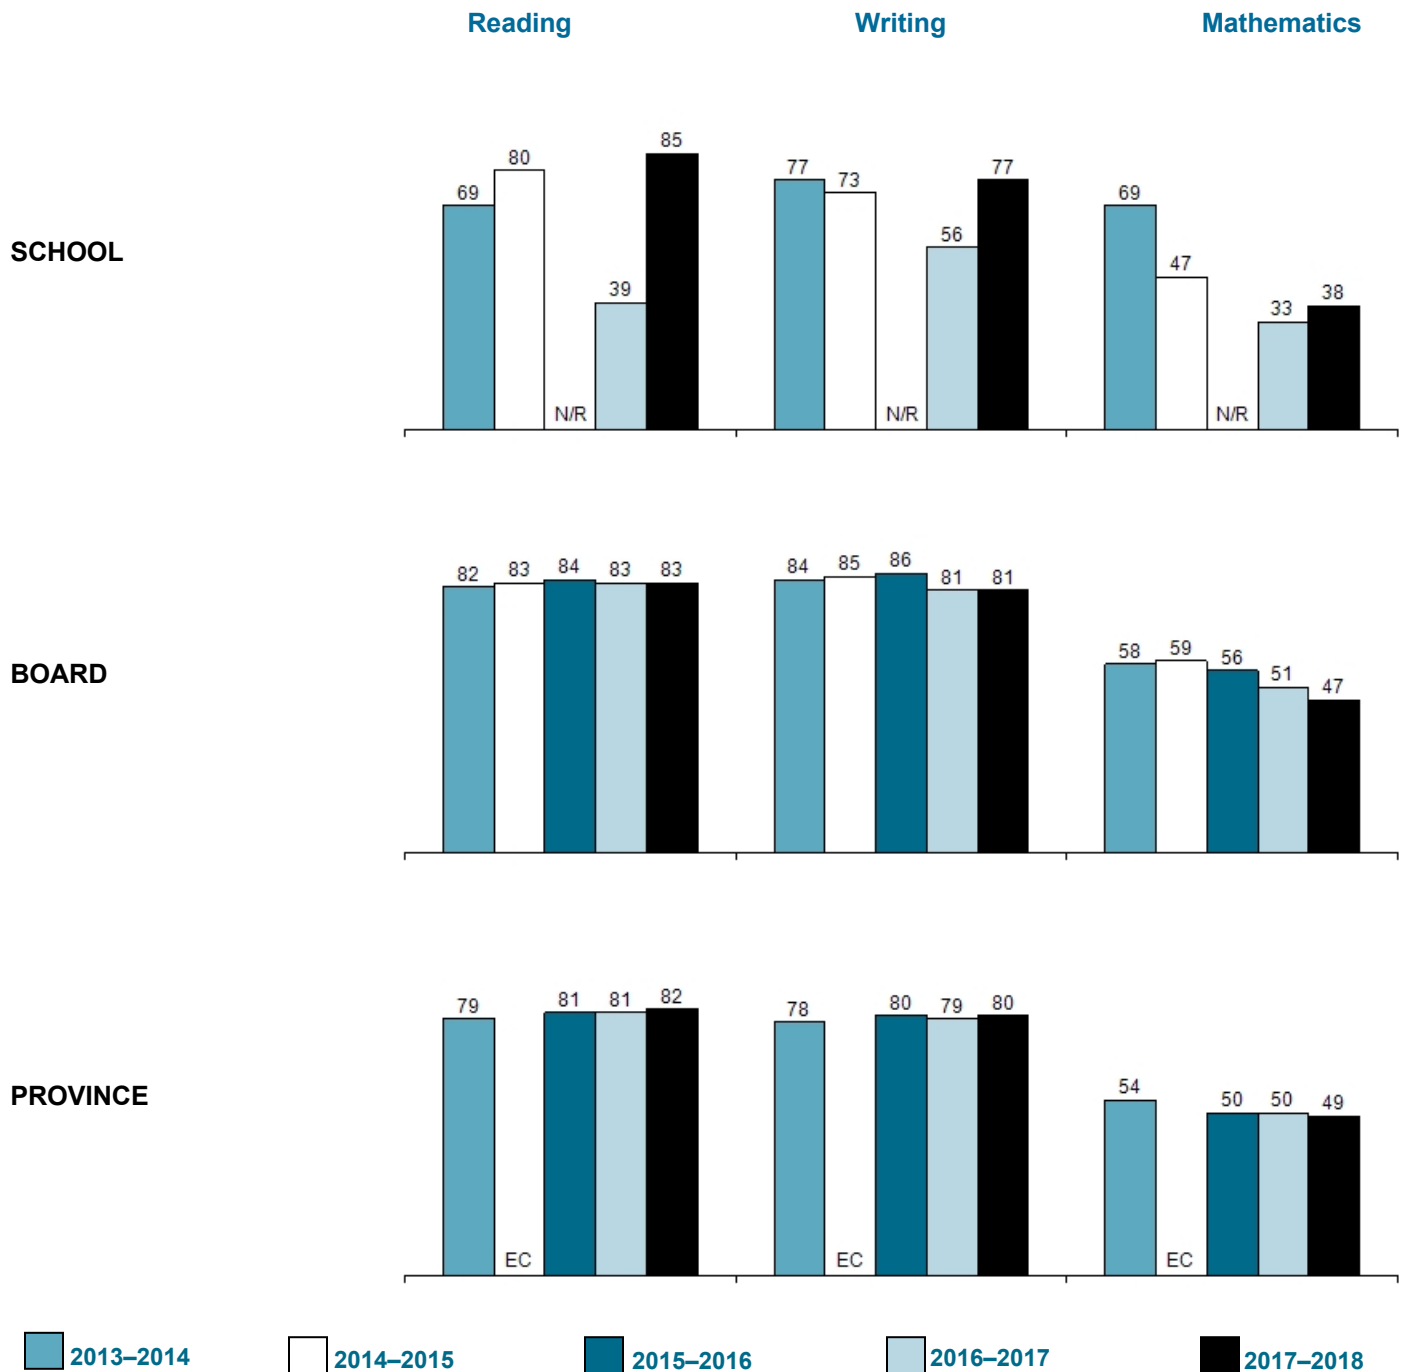 Reading Writing Mathematics
SCHOOL
69 80 N/R 39 85 77 73 N/R 56 77 69 47 N/R 33 38
BOARD
82 83 84 83 83 84 85 86 81 81 58 59 56 51 47
PROVINCE
79 EC 81 81 82 78 EC 80 79 80 54 EC 50 50 49
2013–2014 2014–2015 2015–2016 2016–2017 2017–2018